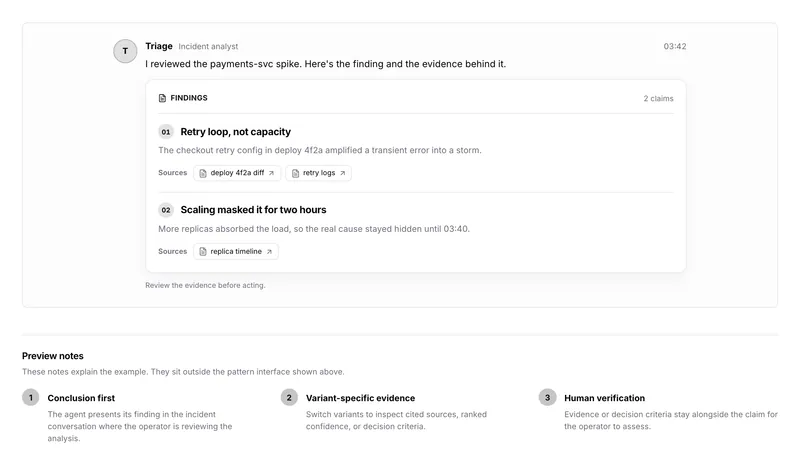 T
Triage Incident analyst 03:42
I reviewed the payments-svc spike. Here's the finding and the evidence behind it.
FINDINGS 2 claims
01 Retry loop, not capacity
The checkout retry config in deploy 4f2a amplified a transient error into a storm.
Sources deploy 4f2a diff ↗ retry logs ↗
02 Scaling masked it for two hours
More replicas absorbed the load, so the real cause stayed hidden until 03:40.
Sources replica timeline ↗
Review the evidence before acting.
Preview notes
These notes explain the example. They sit outside the pattern interface shown above.
1 Conclusion first
The agent presents its finding in the incident
conversation where the operator is reviewing the
analysis.
2 Variant-specific evidence
Switch variants to inspect cited sources, ranked
confidence, or decision criteria.
3 Human verification
Evidence or decision criteria stay alongside the claim for
the operator to assess.